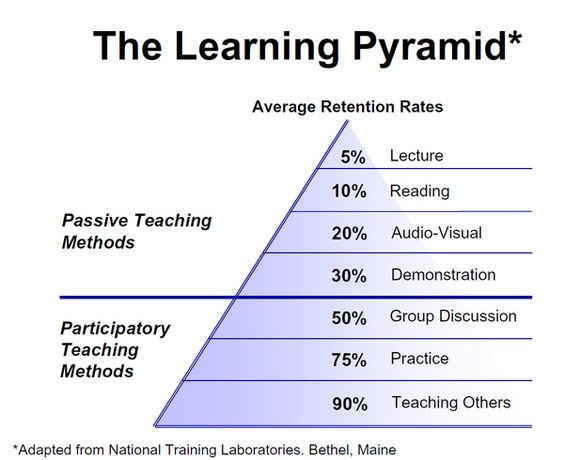 The Learning Pyramid*
Average Retention Rates
5% Lecture
10% Reading
Passive Teaching
Methods
20% Audio-Visual
30% Demonstration
Participatory
Teaching
Methods
50% Group Discussion
75% Practice
90% Teaching Others
*Adapted from National Training Laboratories. Bethel, Maine